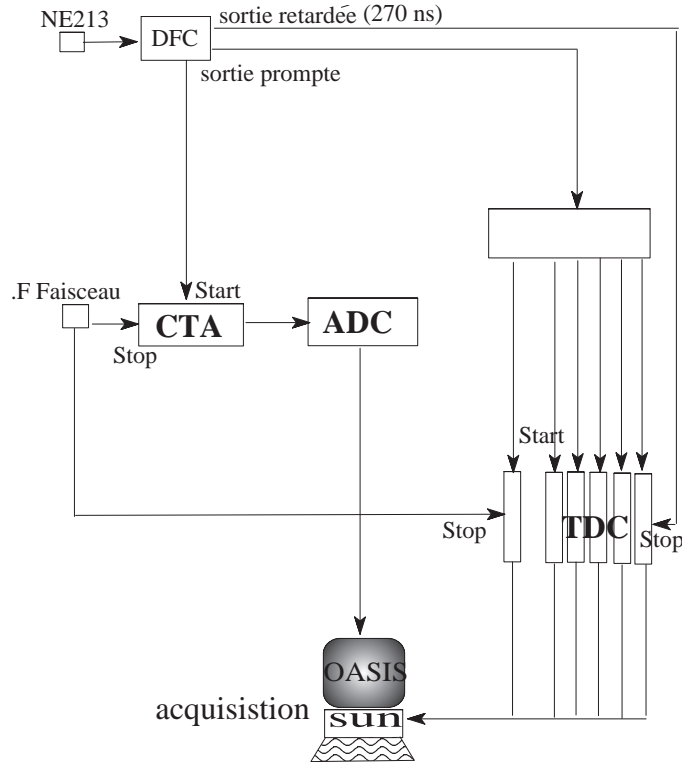 NE213
DFC
sortie retardée (270 ns)
sortie prompte
.F Faisceau
Start
CTA
ADC
Stop
Start
TDC
Stop
Stop
OASIS
acquisistion
sun